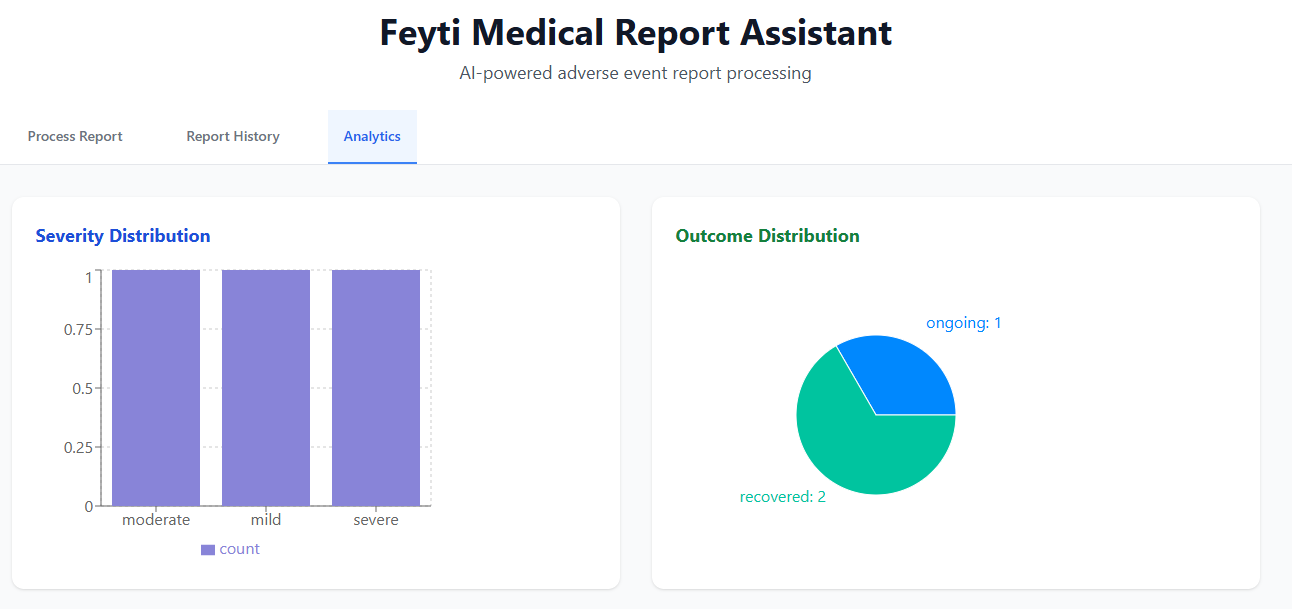 Feyti Medical Report Assistant
AI-powered adverse event report processing
Process Report
Report History
Analytics
Severity Distribution
1
0.75
0.5
0.25
0
moderate
mild
severe
count
Outcome Distribution
ongoing: 1
recovered: 2